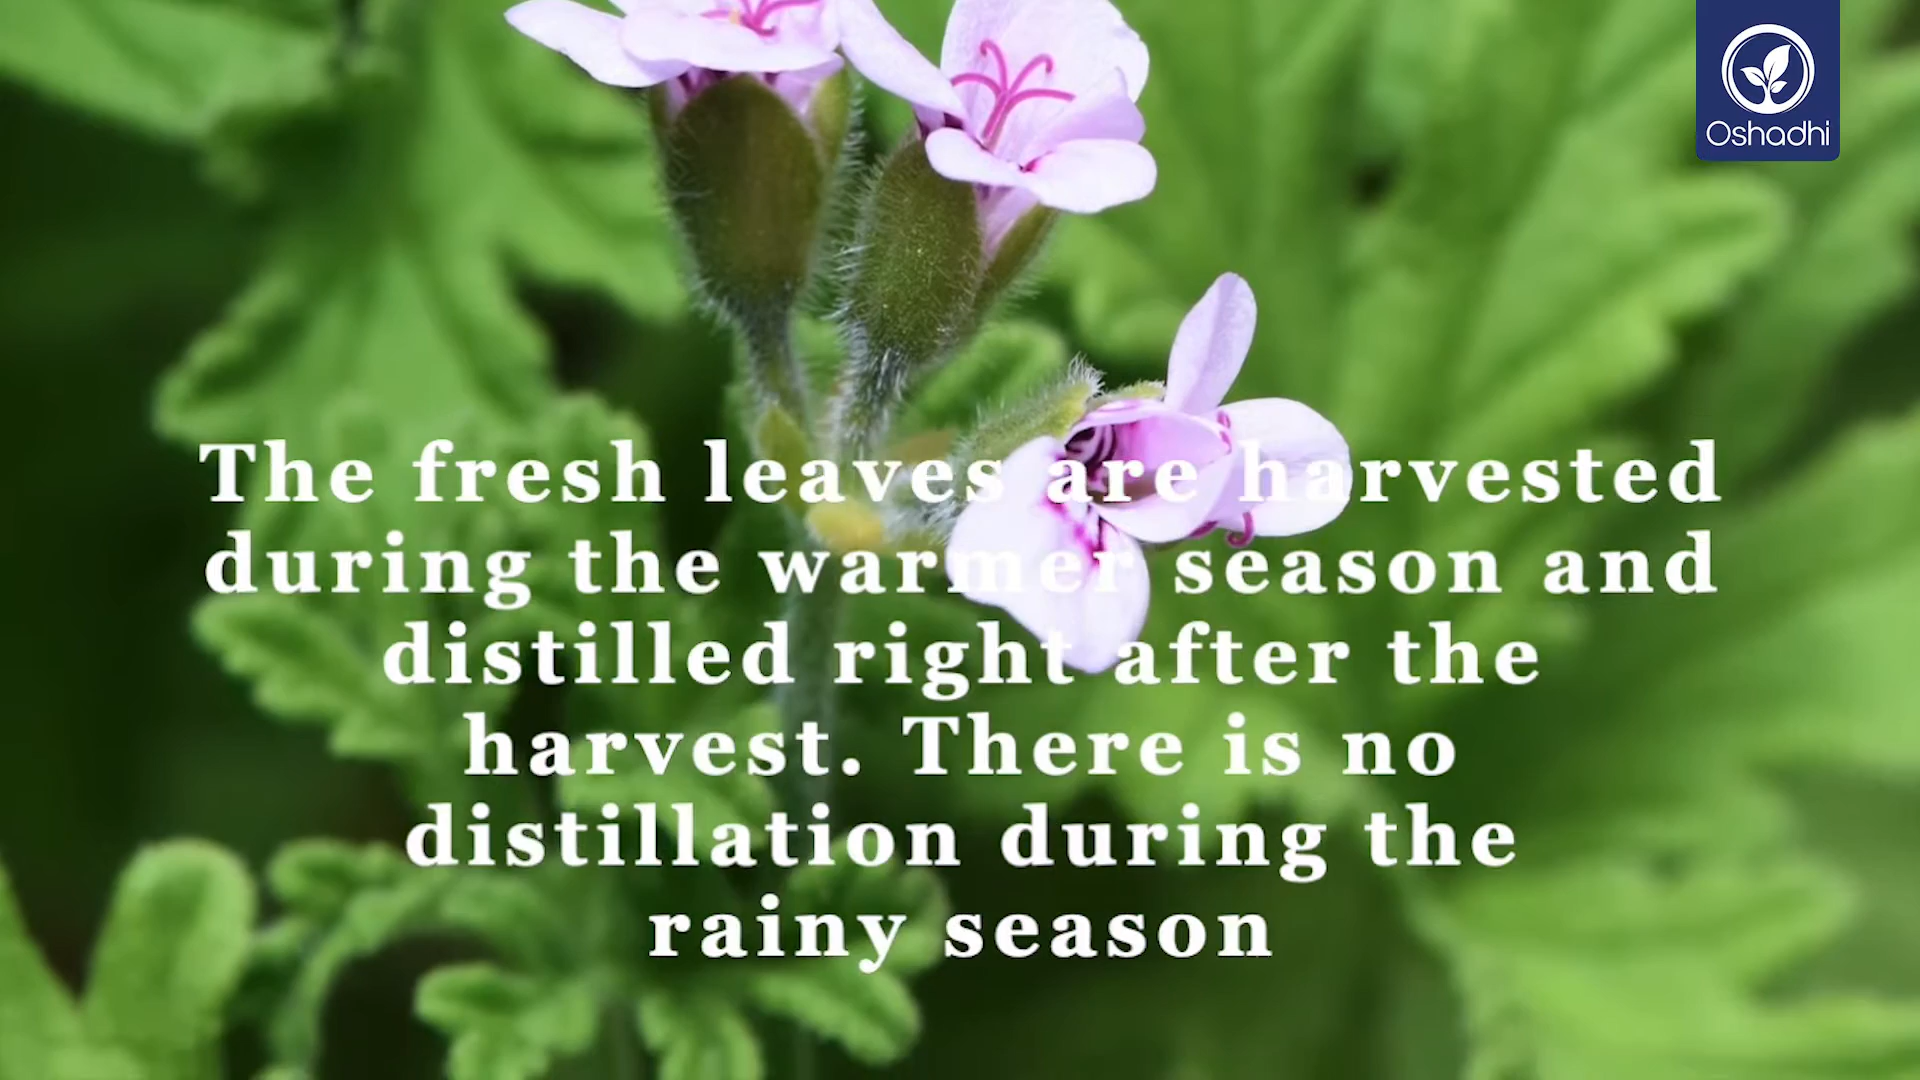 Oshadhi
The fresh leaves are harvested
during the warmer season and
distilled right after the
harvest. There is no
distillation during the
rainy season